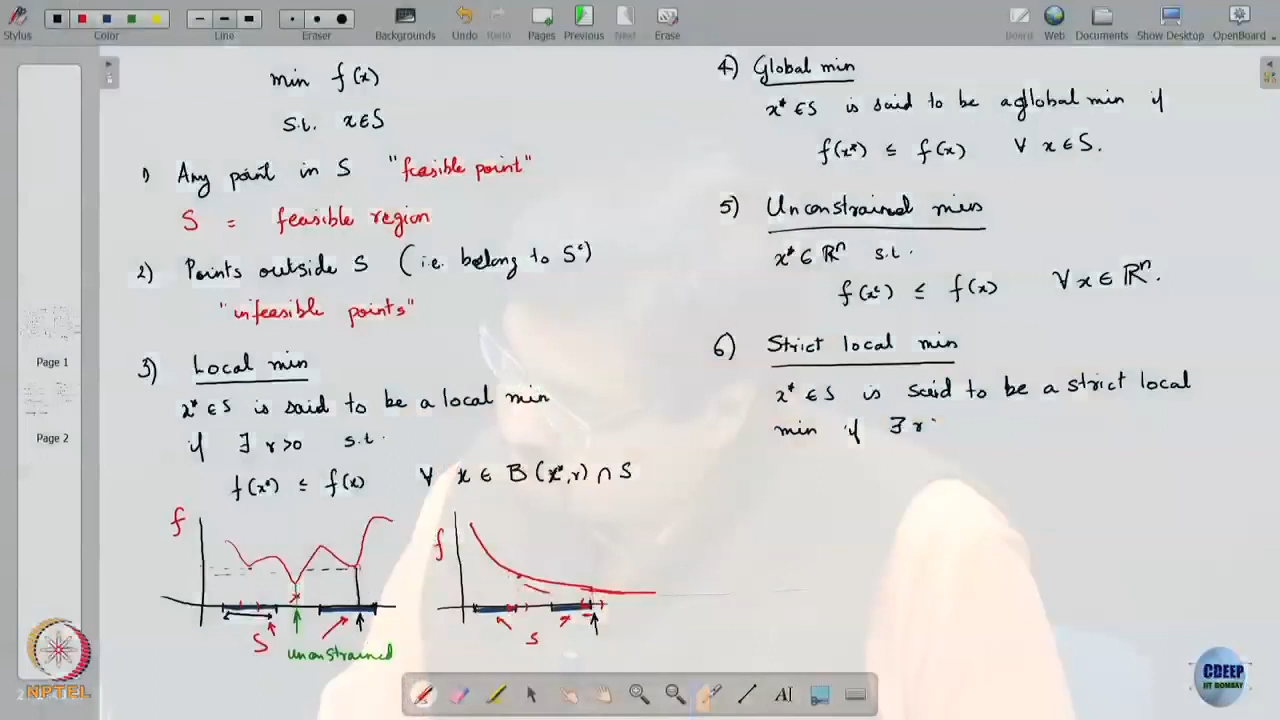 Stylus
Color
Line
Eraser
Backgrounds
Undo
Redo
Pages
Previous
Next
Erase
Board
Web
Documents
Show Desktop
OpenBoard
min f(x)
s.t. x∈S
1) Any point in S "feasible point"
S = feasible region
2) Points outside S (i.e. belong to Sᶜ)
"infeasible points"
3) Local min
x* ∈ S is said to be a local min
if ∃ r>0 s.t.
f(x*) ≤ f(x) ∀ x ∈ B(x*,r) ∩ S
f
S
unconstrained
f
S
4) Global min
x* ∈ S is said to be a global min if
f(x*) ≤ f(x) ∀ x ∈ S.
5) Unconstrained min
x* ∈ ℝⁿ s.t.
f(x*) ≤ f(x) ∀ x ∈ ℝⁿ.
6) Strict local min
x* ∈ S is said to be a strict local
min if ∃ r
Page 1
Page 2
NPTEL
CDEEP
IIT BOMBAY